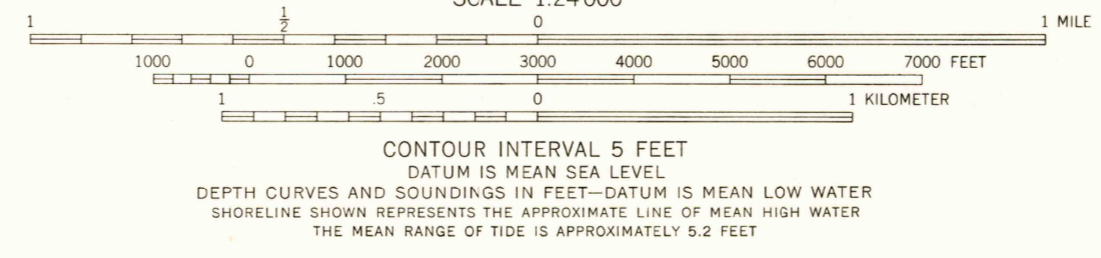 SCALE 1:24000
1 1/2 0 1 MILE
1000 0 1000 2000 3000 4000 5000 6000 7000 FEET
1 .5 0 1 KILOMETER
CONTOUR INTERVAL 5 FEET
DATUM IS MEAN SEA LEVEL
DEPTH CURVES AND SOUNDINGS IN FEET—DATUM IS MEAN LOW WATER
SHORELINE SHOWN REPRESENTS THE APPROXIMATE LINE OF MEAN HIGH WATER
THE MEAN RANGE OF TIDE IS APPROXIMATELY 5.2 FEET